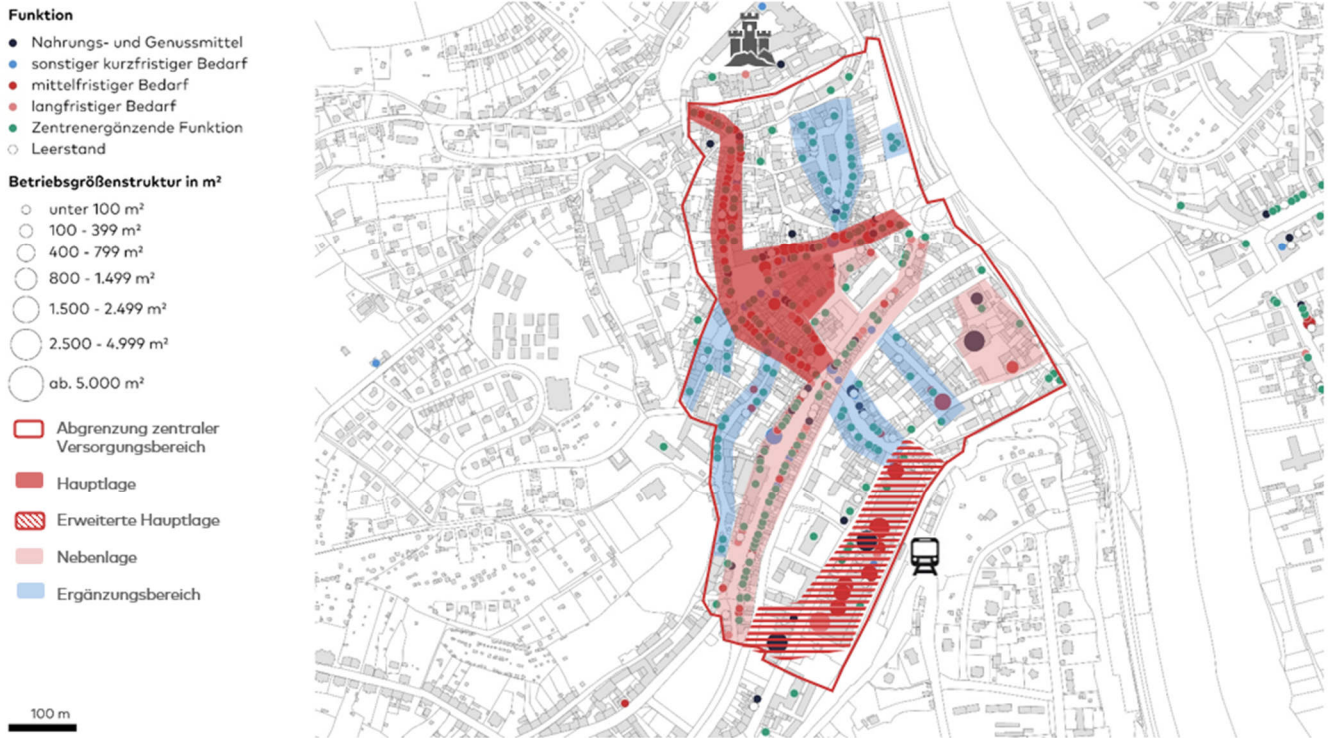 Funktion
Nahrungs- und Genussmittel
sonstiger kurzfristiger Bedarf
mittelfristiger Bedarf
langfristiger Bedarf
Zentrenergänzende Funktion
Leerstand
Betriebsgrößenstruktur in m²
unter 100 m²
100 - 399 m²
400 - 799 m²
800 - 1.499 m²
1.500 - 2.499 m²
2.500 - 4.999 m²
ab. 5.000 m²
Abgrenzung zentraler
Versorgungsbereich
Hauptlage
Erweiterte Hauptlage
Nebenlage
Ergänzungsbereich
100 m